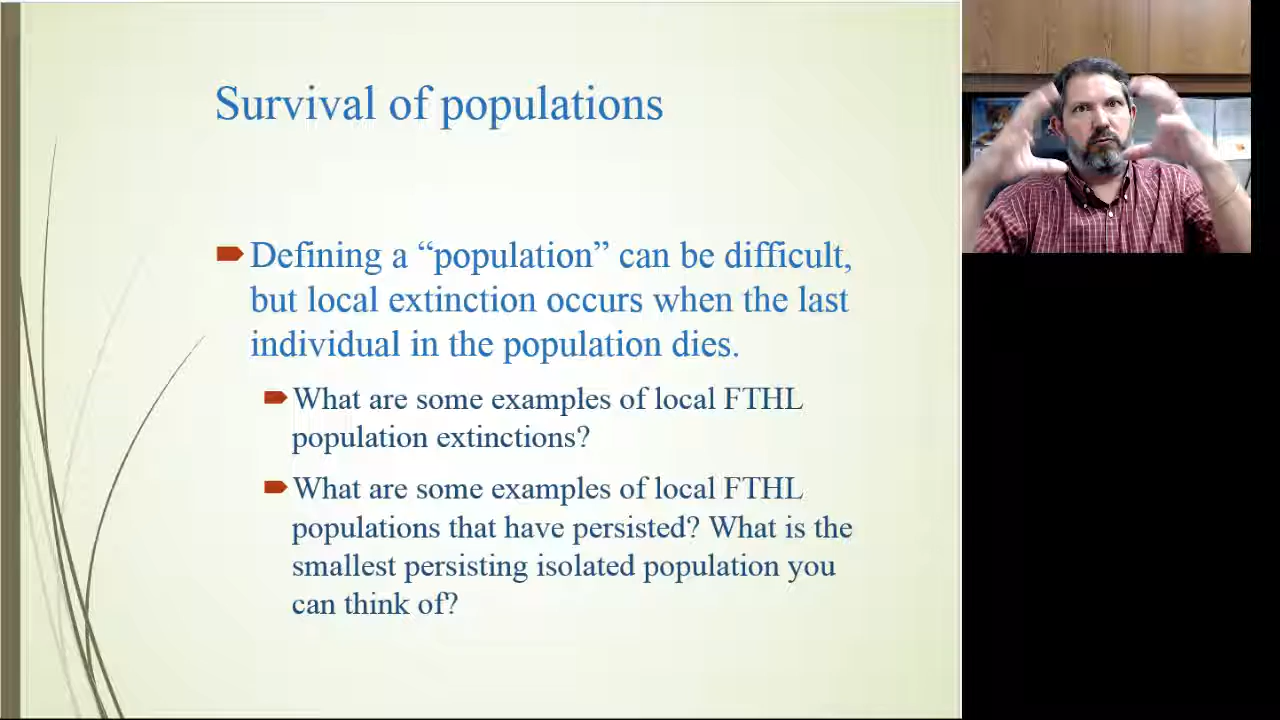 Survival of populations
Defining a “population” can be difficult,
but local extinction occurs when the last
individual in the population dies.
What are some examples of local FTHL
population extinctions?
What are some examples of local FTHL
populations that have persisted? What is the
smallest persisting isolated population you
can think of?